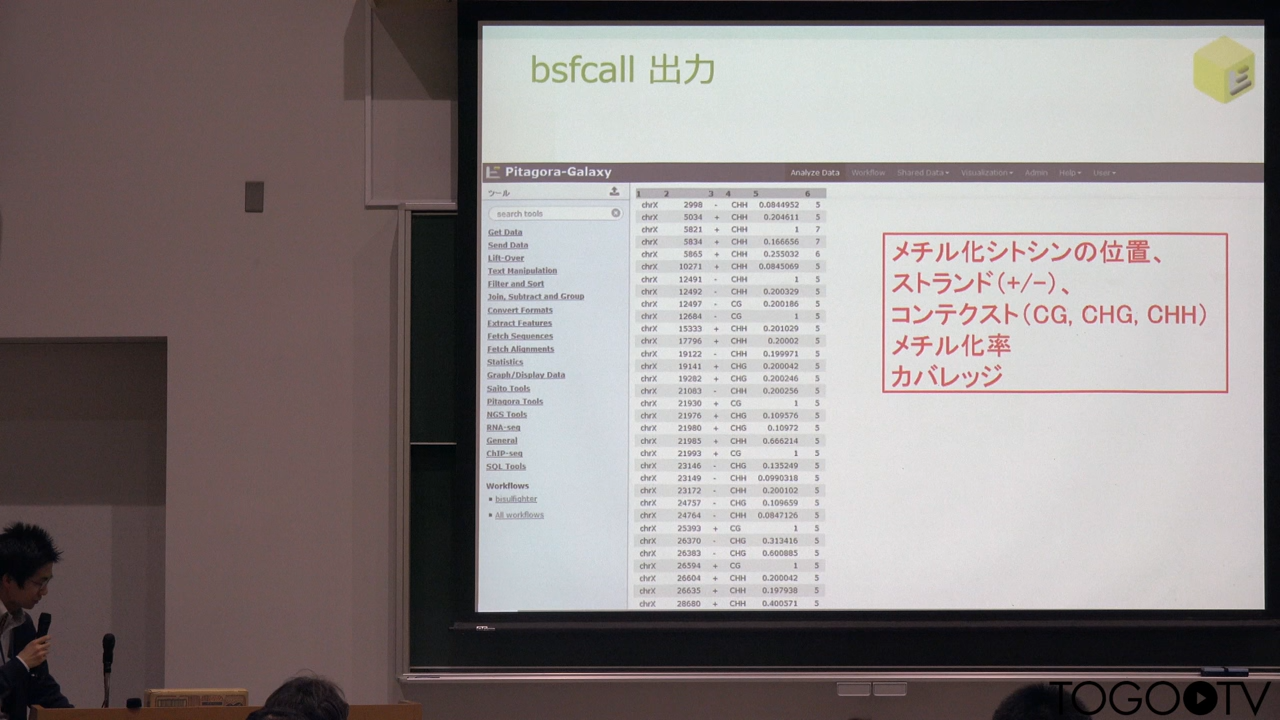 bsfcall 出力
Pitagora-Galaxy
Analyze Data Workflow Shared Data Visualization Admin Help User
ツール
search tools
Get Data
Send Data
Lift-Over
Text Manipulation
Filter and Sort
Join, Subtract and Group
Convert Formats
Extract Features
Fetch Sequences
Fetch Alignments
Statistics
Graph/Display Data
Saito Tools
Pitagora Tools
NGS Tools
RNA-seq
General
ChIP-seq
SQL Tools
Workflows
bisulfighter
All workflows
1 2 3 4 5 6
chrX 2998 - CHH 0.0844952 5
chrX 5034 + CHH 0.204611 5
chrX 5821 + CHH 1 7
chrX 5834 + CHH 0.166656 7
chrX 5865 + CHH 0.255032 6
chrX 10271 + CHH 0.0845069 5
chrX 12491 - CHH 1 5
chrX 12492 - CHH 0.200329 5
chrX 12497 - CG 0.200186 5
chrX 12684 - CG 1 5
chrX 15333 + CHH 0.201029 5
chrX 17796 + CHH 0.20002 5
chrX 19122 - CHH 0.199971 5
chrX 19141 + CHG 0.200042 5
chrX 19282 + CHG 0.200246 5
chrX 21083 - CHH 0.200256 5
chrX 21930 + CG 1 5
chrX 21976 + CHG 0.109576 5
chrX 21980 + CHG 0.10972 5
chrX 21985 + CHH 0.666214 5
chrX 21993 + CG 1 5
chrX 23146 - CHG 0.135249 5
chrX 23149 - CHH 0.0990318 5
chrX 23172 - CHH 0.200102 5
chrX 24757 - CHG 0.109659 5
chrX 24764 - CHH 0.0847126 5
chrX 25393 + CG 1 5
chrX 26370 - CHG 0.313416 5
chrX 26383 - CHG 0.600885 5
chrX 26594 + CG 1 5
chrX 26604 + CHH 0.200042 5
chrX 26635 + CHH 0.197938 5
chrX 28680 + CHH 0.400571 5
メチル化シトシンの位置、
ストランド(+/-)、
コンテクスト(CG, CHG, CHH)
メチル化率
カバレッジ
TOGOTV